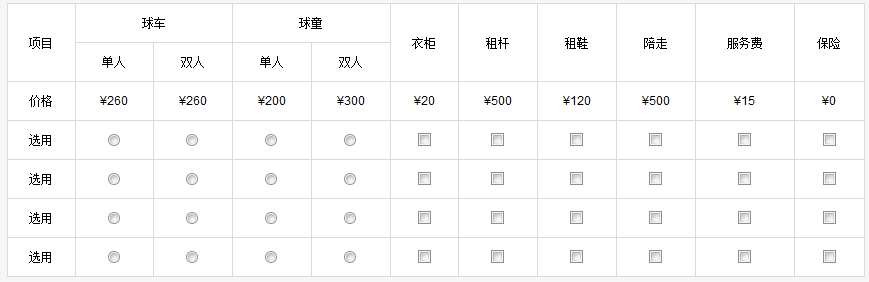 项目 球车 球童 衣柜 租杆 租鞋 陪走 服务费 保险
单人 双人 单人 双人
价格 ¥260 ¥260 ¥200 ¥300 ¥20 ¥500 ¥120 ¥500 ¥15 ¥0
选用
选用
选用
选用